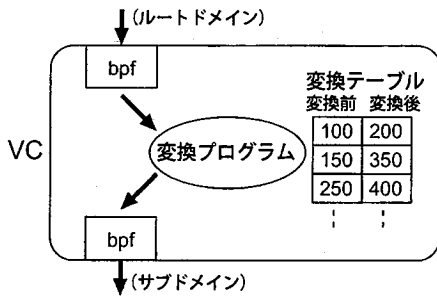 (ルートドメイン)
bpf
変換テーブル
変換前 変換後
VC
変換プログラム
100 200
150 350
250 400
bpf
(サブドメイン)